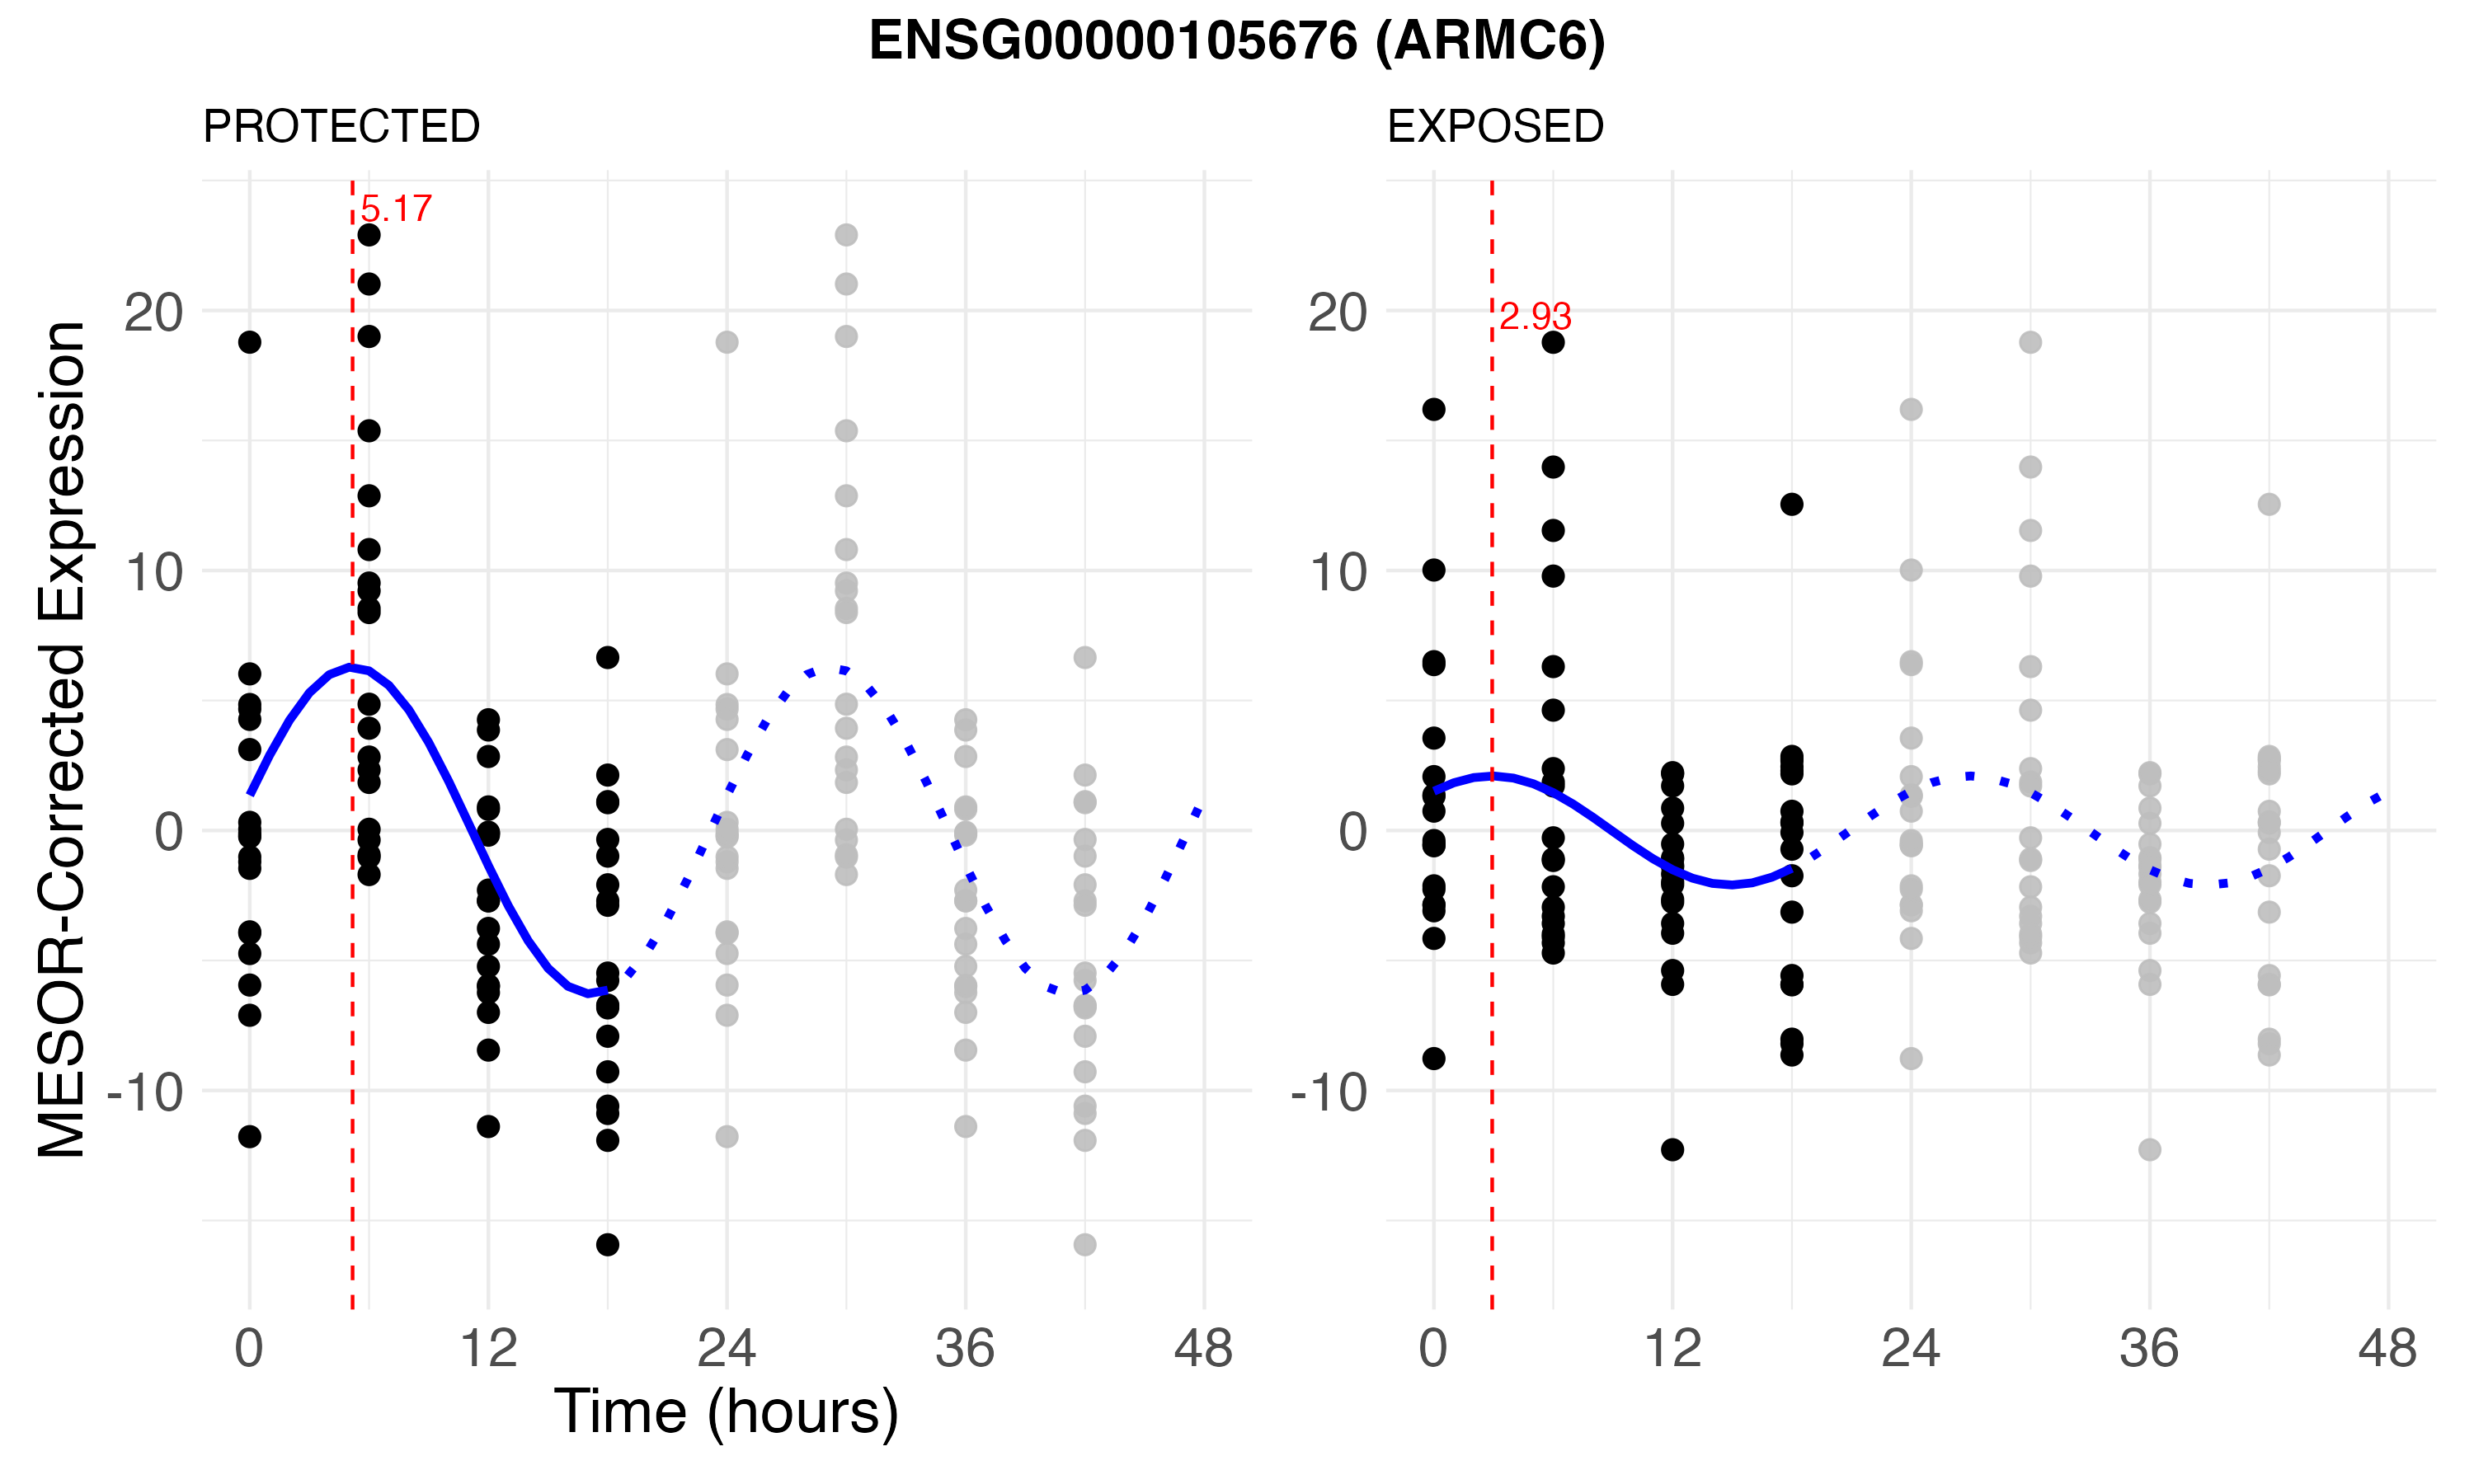 ENSG00000105676 (ARMC6)
PROTECTED
EXPOSED
MESOR-Corrected Expression
5.17
20
10
0
-10
0 12 24 36 48
2.93
20
10
0
-10
0 12 24 36 48
Time (hours)